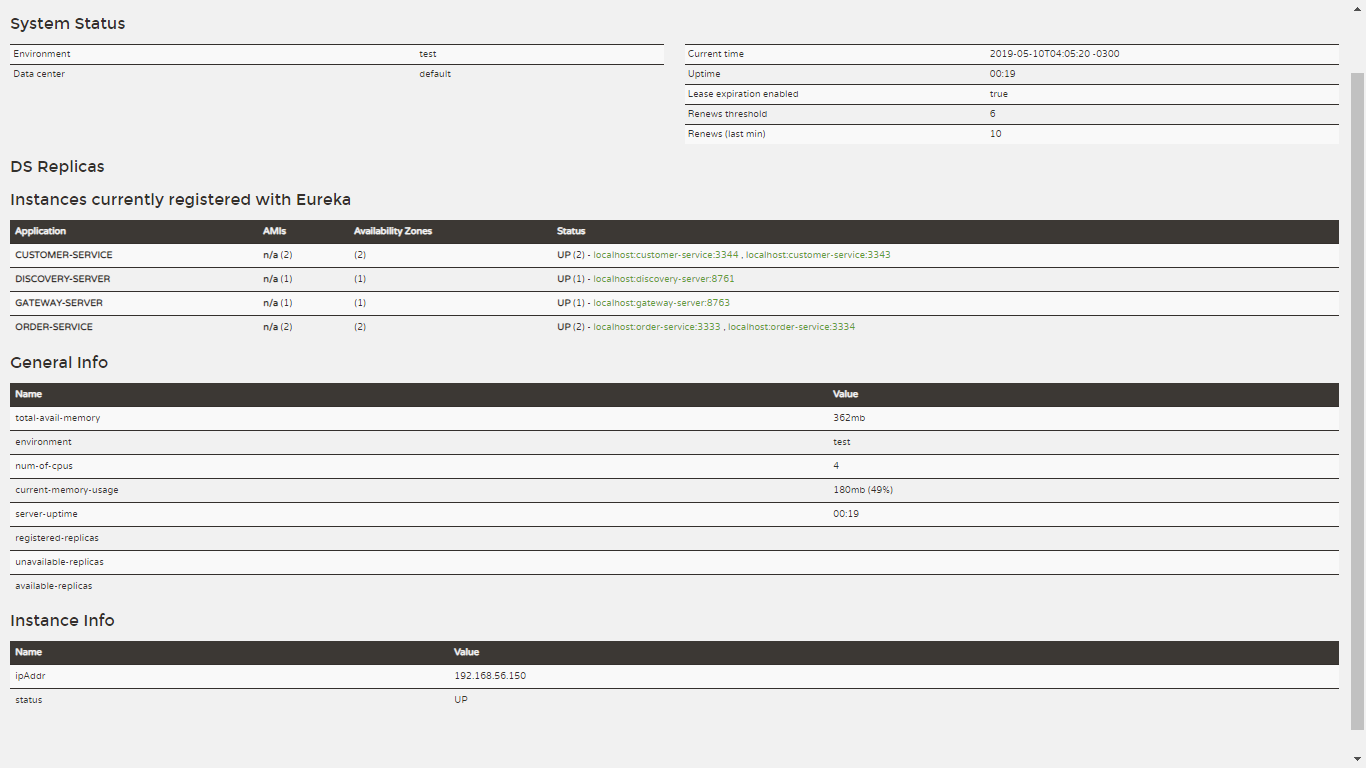 System Status
Environment test
Data center default
Current time 2019-05-10T04:05:20 -0300
Uptime 00:19
Lease expiration enabled true
Renews threshold 6
Renews (last min) 10
DS Replicas
Instances currently registered with Eureka
Application AMIs Availability Zones Status
CUSTOMER-SERVICE n/a (2) (2) UP (2) - localhost:customer-service:3344 , localhost:customer-service:3343
DISCOVERY-SERVER n/a (1) (1) UP (1) - localhost:discovery-server:8761
GATEWAY-SERVER n/a (1) (1) UP (1) - localhost:gateway-server:8763
ORDER-SERVICE n/a (2) (2) UP (2) - localhost:order-service:3333 , localhost:order-service:3334
General Info
Name Value
total-avail-memory 362mb
environment test
num-of-cpus 4
current-memory-usage 180mb (49%)
server-uptime 00:19
registered-replicas
unavailable-replicas
available-replicas
Instance Info
Name Value
ipAddr 192.168.56.150
status UP